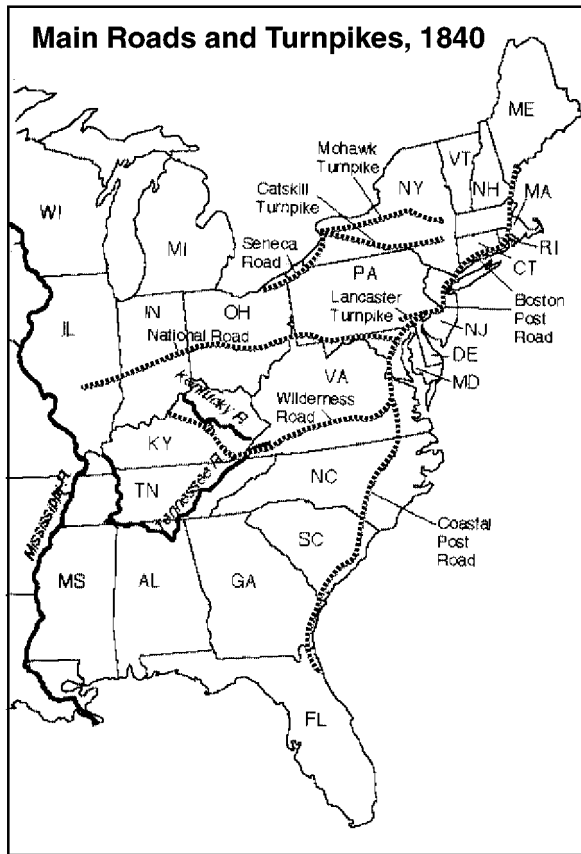 Main Roads and Turnpikes, 1840
ME
Mohawk
Turnpike
VT
NH
MA
Catskill
Turnpike
NY
WI
MI
Seneca
Road
RI
CT
PA
Lancaster
Turnpike
Boston
Post
Road
IL
IN
OH
National Road
NJ
DE
MD
VA
Kentucky R
Wilderness
Road
KY
TN
Tennessee R
NC
Mississippi R
SC
Coastal
Post
Road
MS
AL
GA
FL